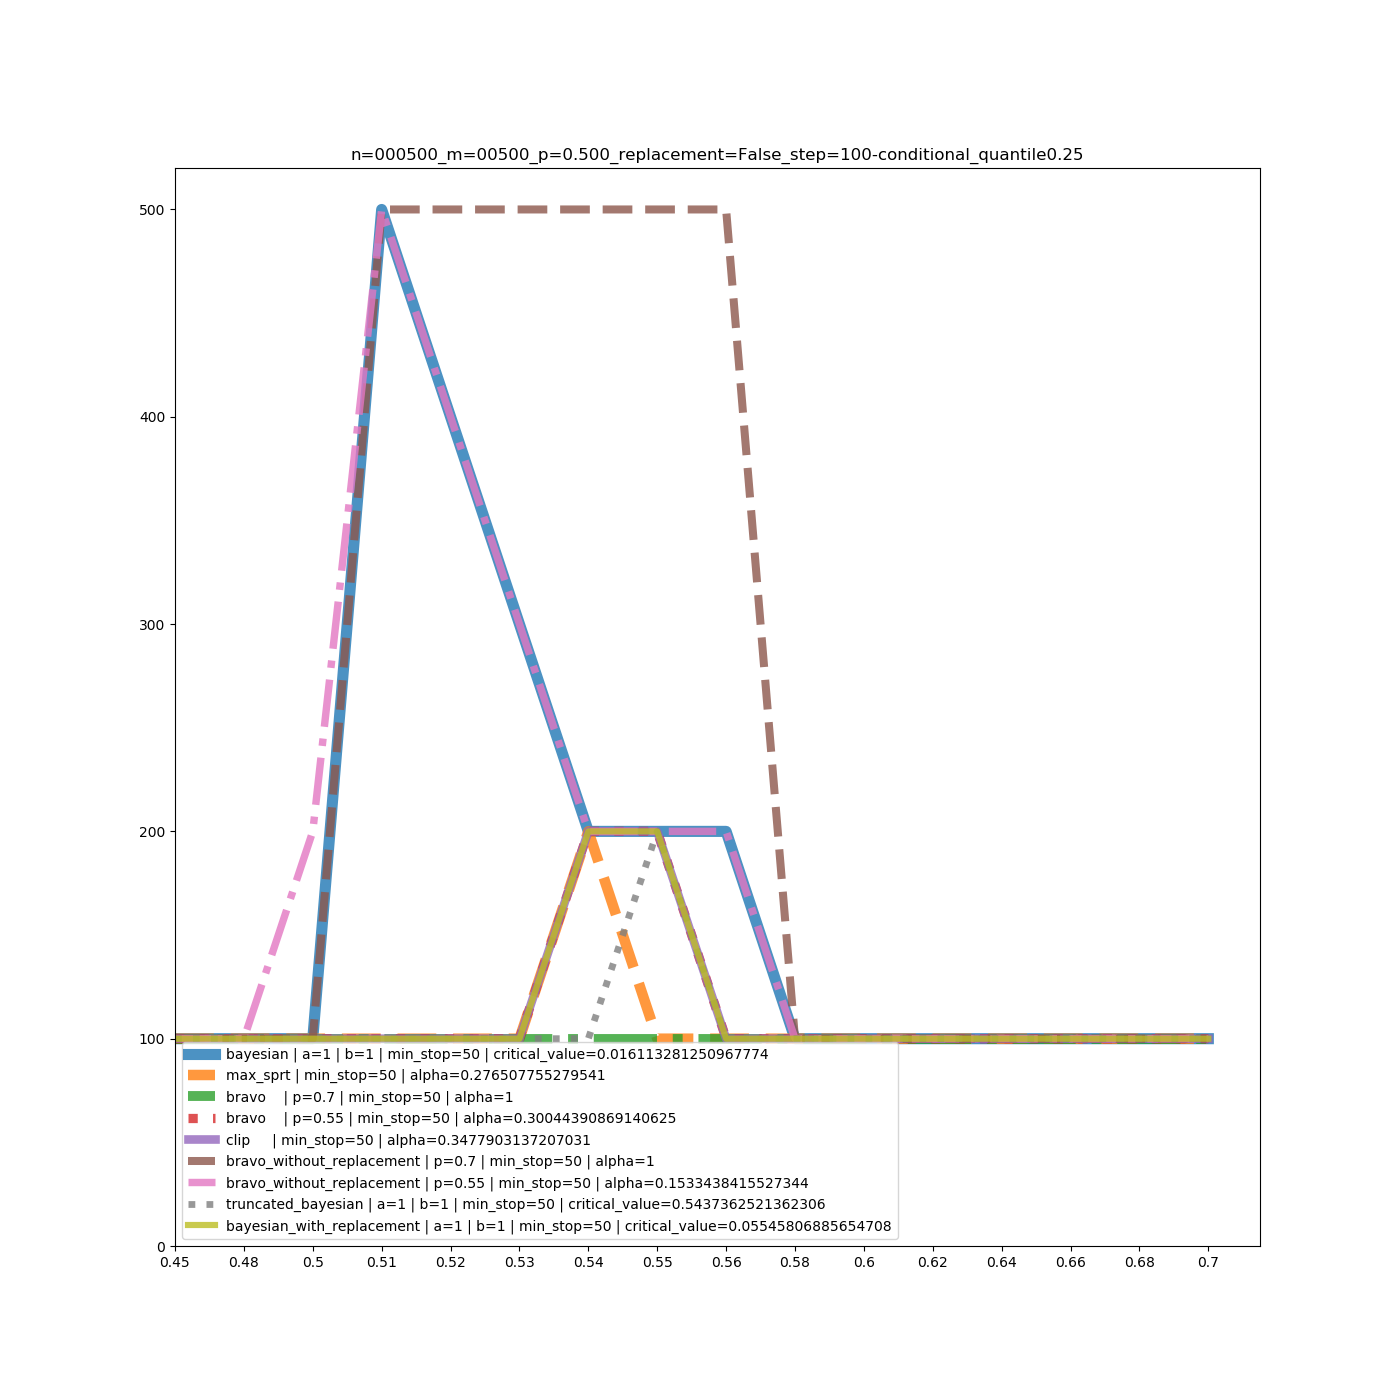 n=000500_m=00500_p=0.500_replacement=False_step=100-conditional_quantile0.25
500
400
300
200
100
0
bayesian | a=1 | b=1 | min_stop=50 | critical_value=0.016113281250967774
max_sprt | min_stop=50 | alpha=0.276507755279541
bravo    | p=0.7 | min_stop=50 | alpha=1
bravo    | p=0.55 | min_stop=50 | alpha=0.30044390869140625
clip     | min_stop=50 | alpha=0.3477903137207031
bravo_without_replacement | p=0.7 | min_stop=50 | alpha=1
bravo_without_replacement | p=0.55 | min_stop=50 | alpha=0.1533438415527344
truncated_bayesian | a=1 | b=1 | min_stop=50 | critical_value=0.5437362521362306
bayesian_with_replacement | a=1 | b=1 | min_stop=50 | critical_value=0.05545806885654708
0.45 0.48 0.5 0.51 0.52 0.53 0.54 0.55 0.56 0.58 0.6 0.62 0.64 0.66 0.68 0.7